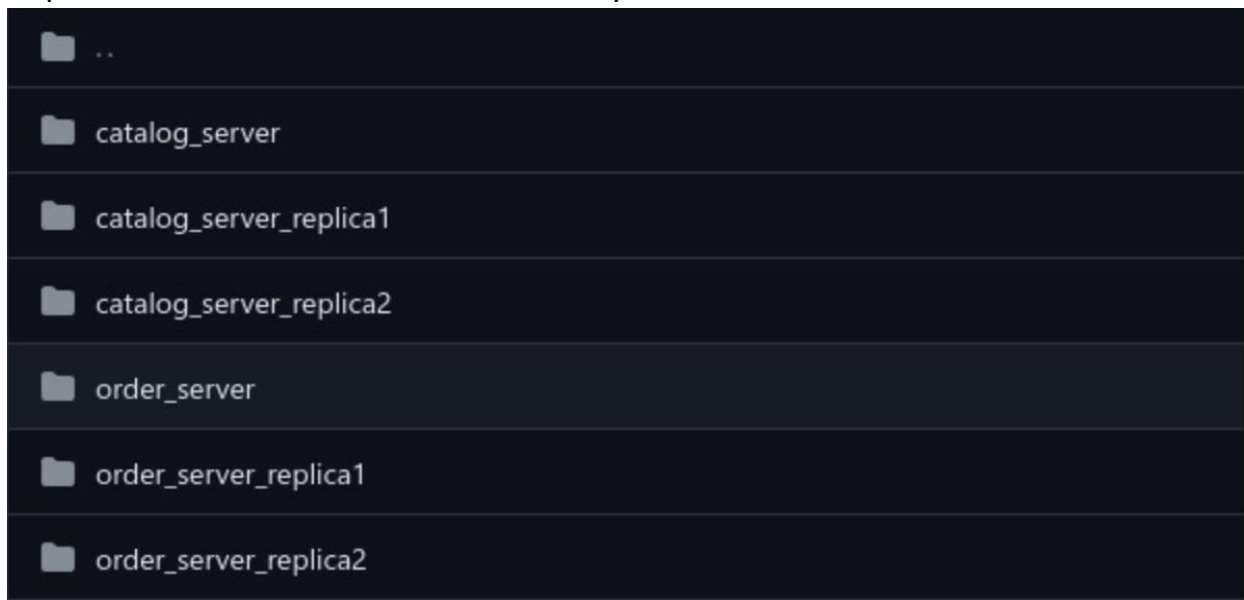 ..
catalog_server
catalog_server_replica1
catalog_server_replica2
order_server
order_server_replica1
order_server_replica2